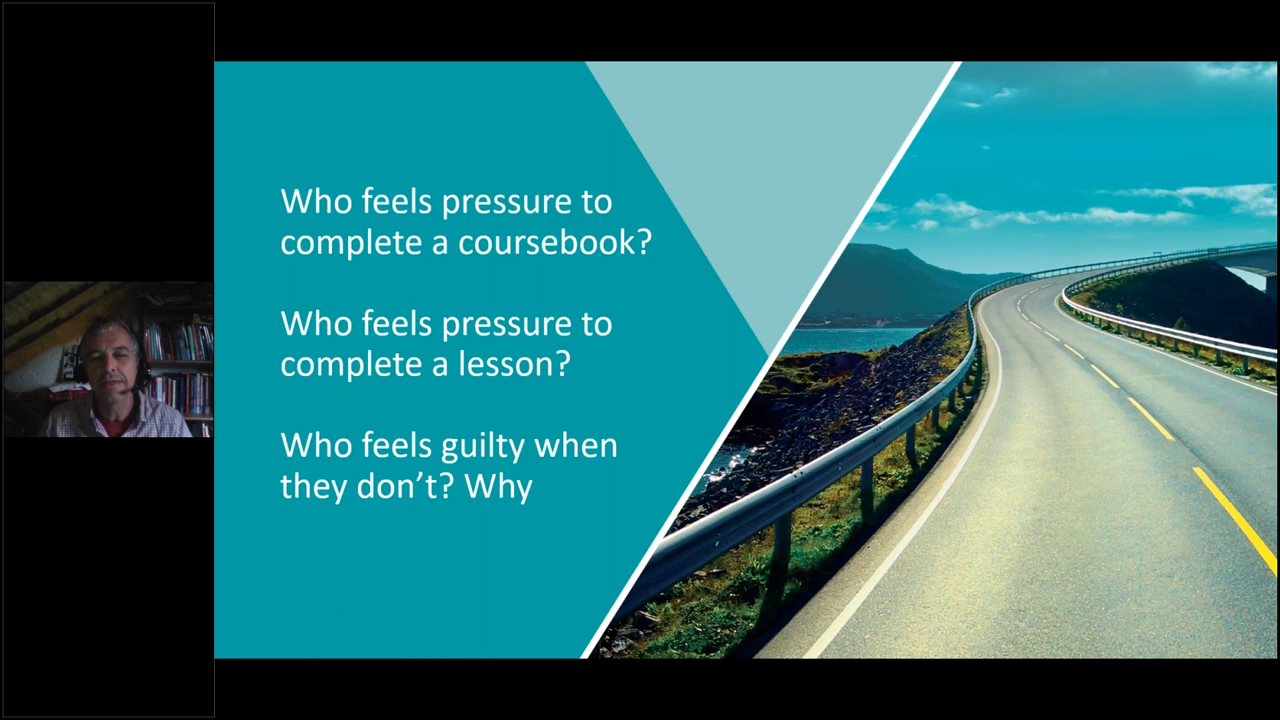 Who feels pressure to
complete a coursebook?
Who feels pressure to
complete a lesson?
Who feels guilty when
they don’t? Why